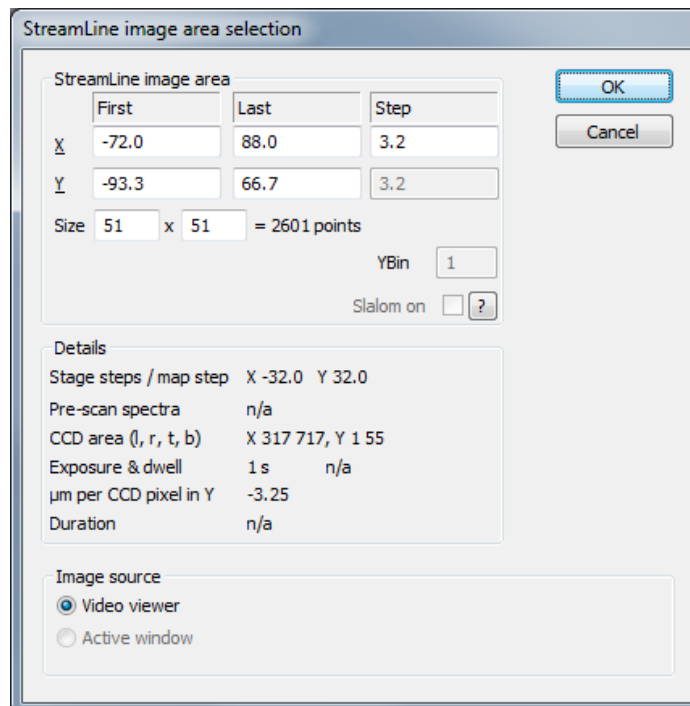 StreamLine image area selection
StreamLine image area
First Last Step
X -72.0 88.0 3.2
Y -93.3 66.7 3.2
Size 51 x 51 = 2601 points
YBin 1
Slalom on ?
OK
Cancel
Details
Stage steps / map step X -32.0 Y 32.0
Pre-scan spectra n/a
CCD area (l, r, t, b) X 317 717, Y 1 55
Exposure & dwell 1 s n/a
µm per CCD pixel in Y -3.25
Duration n/a
Image source
Video viewer
Active window